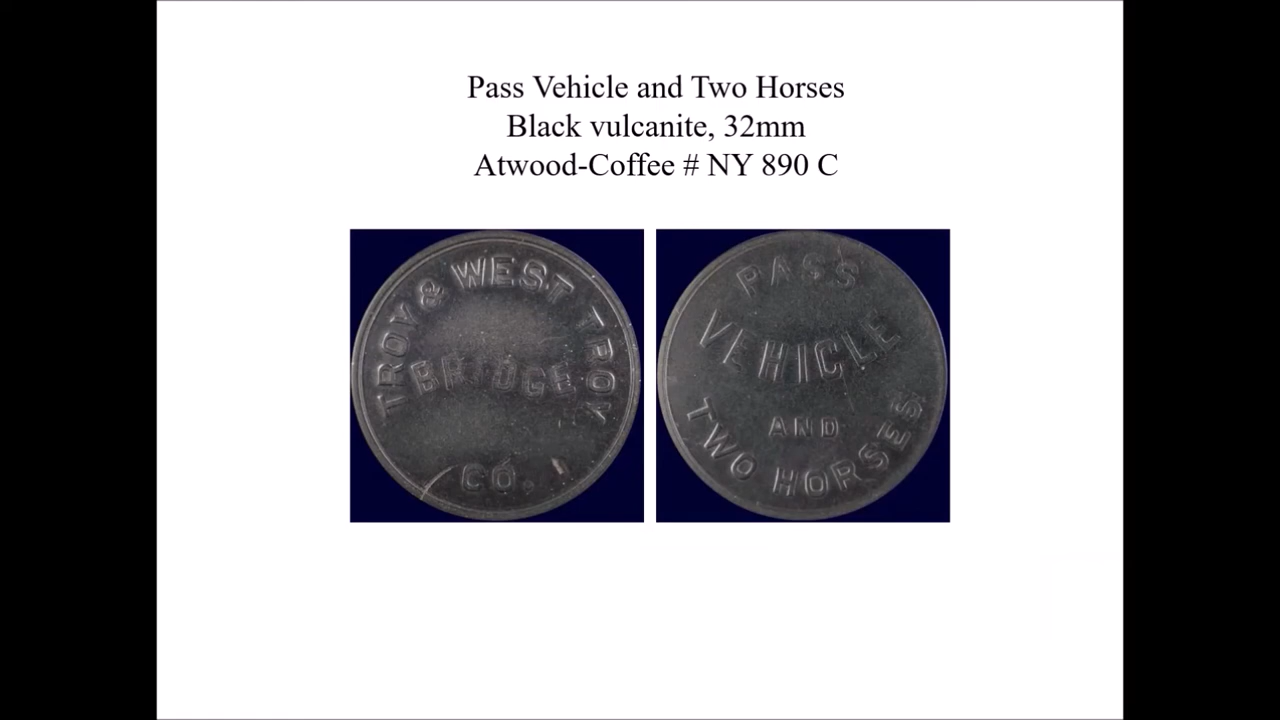 Pass Vehicle and Two Horses
Black vulcanite, 32mm
Atwood-Coffee # NY 890 C
TROY & WEST TROY
BRIDGE
CO.
PASS
VEHICLE
AND
TWO HORSES